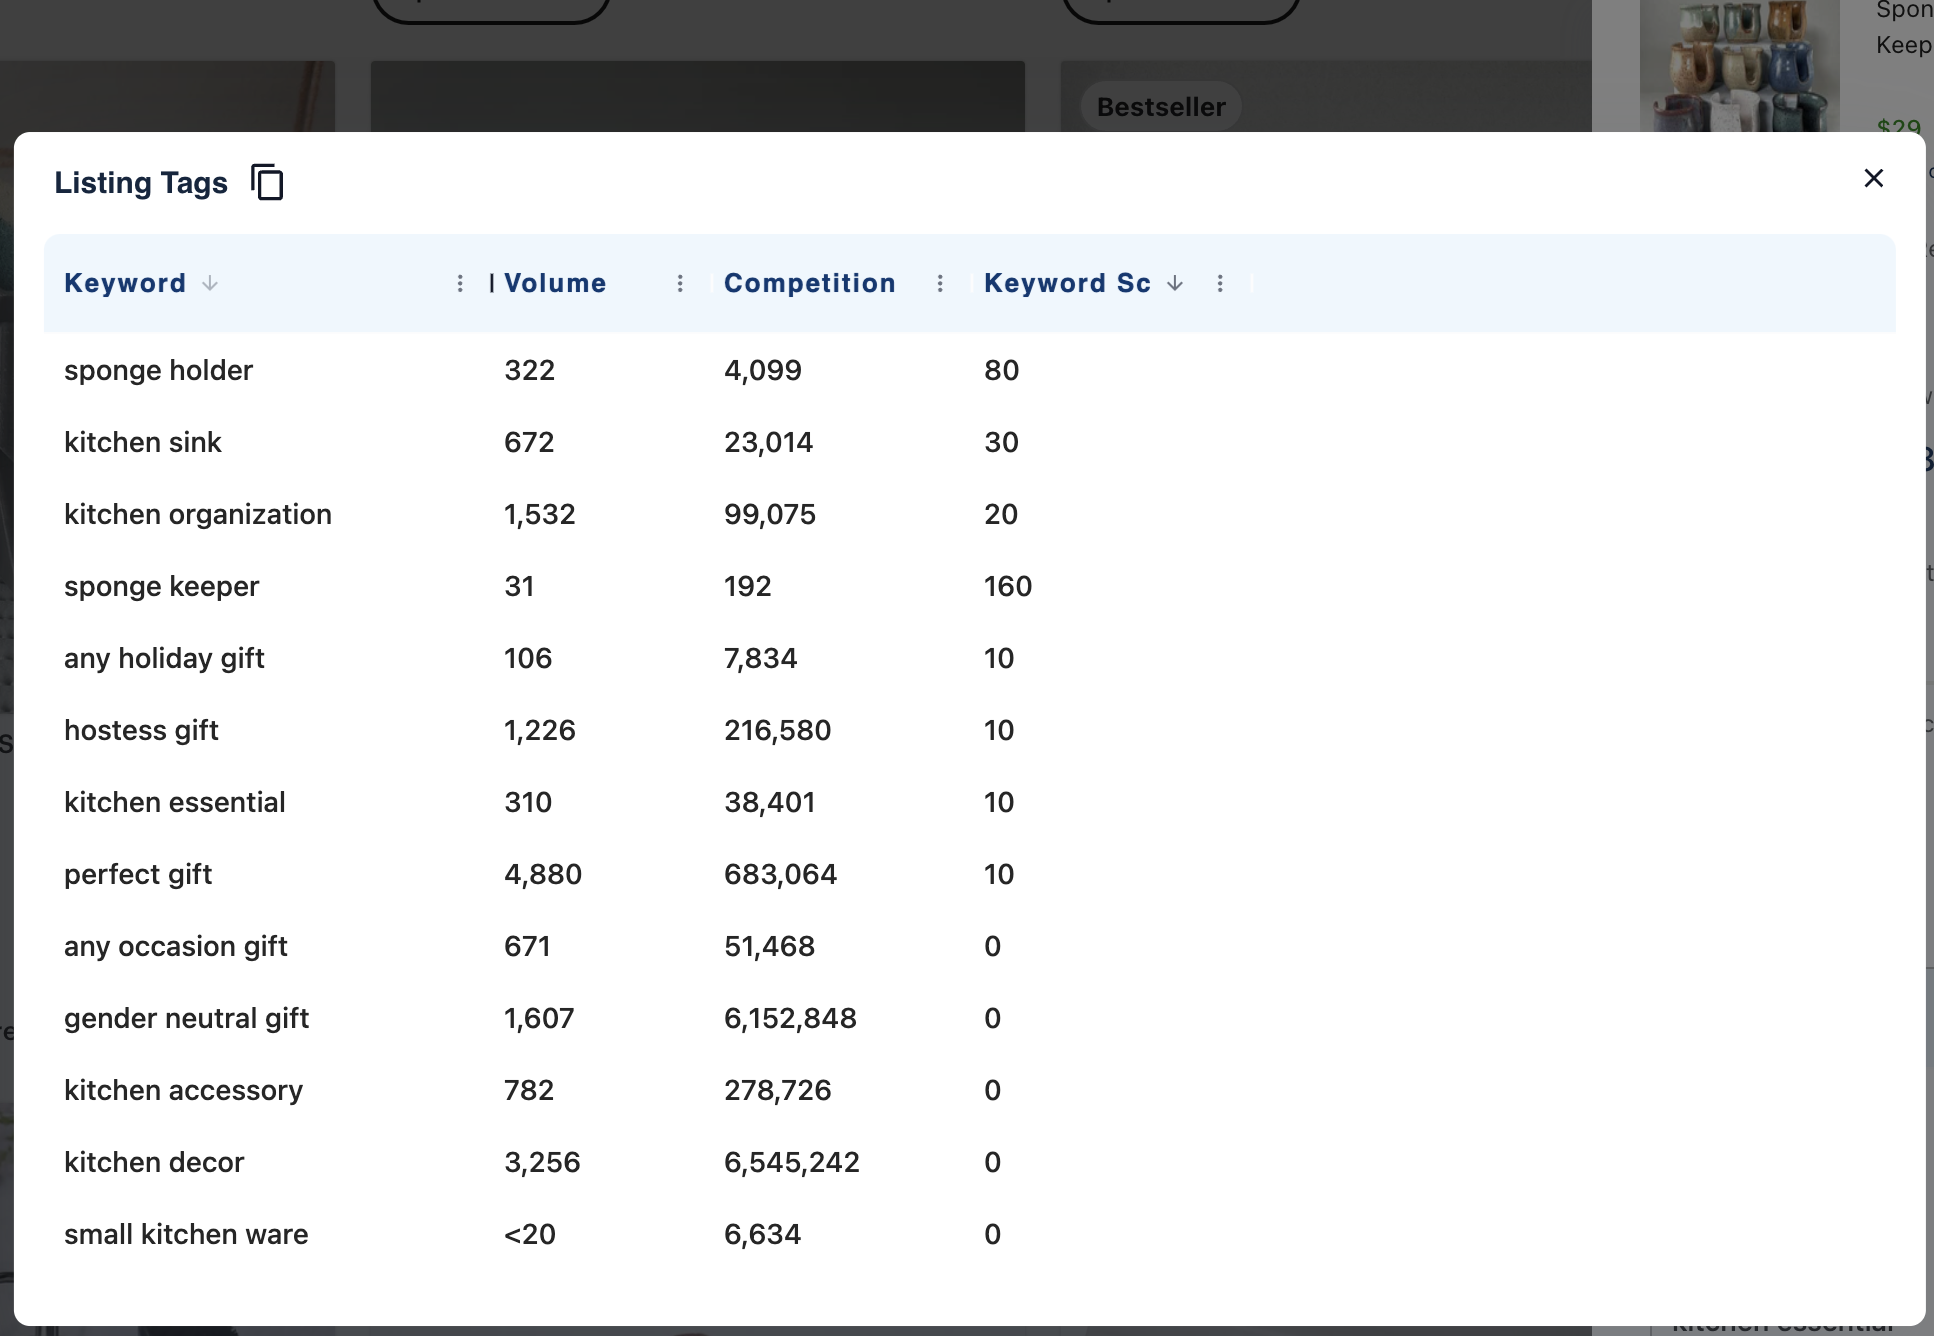 Bestseller
Keep
$29
Listing Tags
Keyword Volume Competition Keyword Sc
sponge holder 322 4,099 80
kitchen sink 672 23,014 30
kitchen organization 1,532 99,075 20
sponge keeper 31 192 160
any holiday gift 106 7,834 10
hostess gift 1,226 216,580 10
kitchen essential 310 38,401 10
perfect gift 4,880 683,064 10
any occasion gift 671 51,468 0
gender neutral gift 1,607 6,152,848 0
kitchen accessory 782 278,726 0
kitchen decor 3,256 6,545,242 0
small kitchen ware <20 6,634 0
kitchen essential